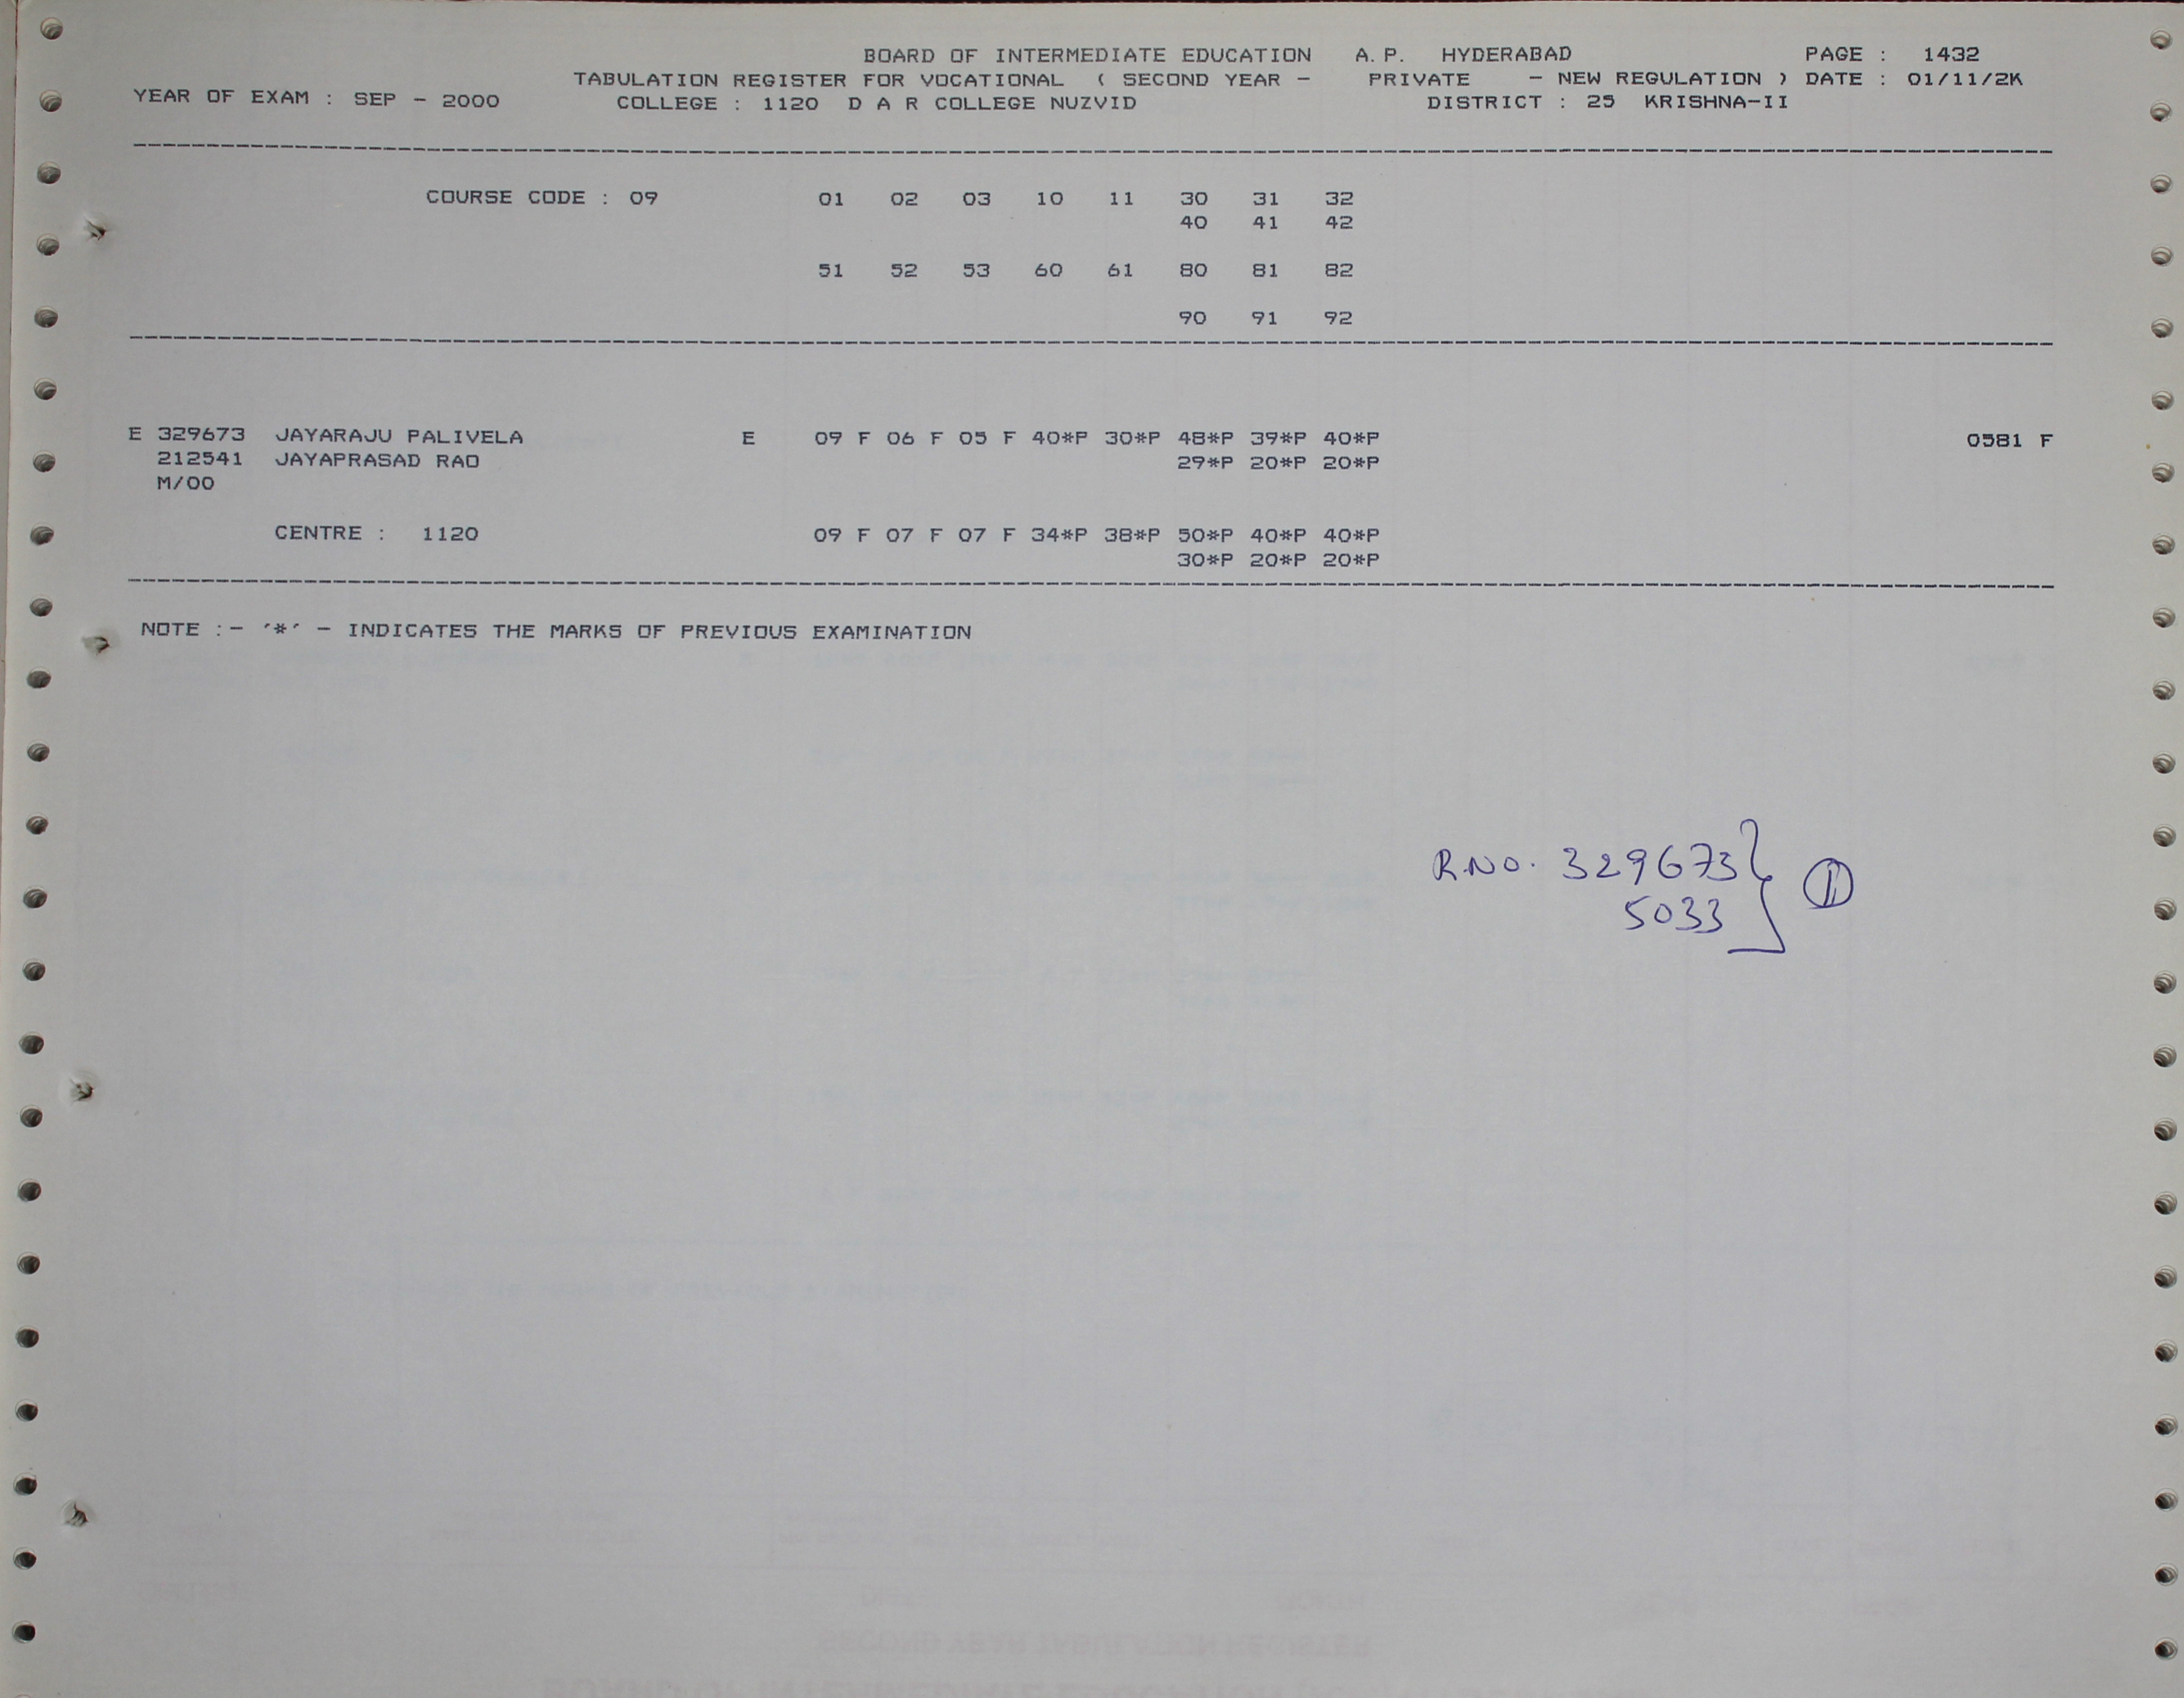 BOARD OF INTERMEDIATE EDUCATION A.P. HYDERABAD PAGE : 1432
TABULATION REGISTER FOR VOCATIONAL ( SECOND YEAR - PRIVATE - NEW REGULATION ) DATE : 01/11/2K
YEAR OF EXAM : SEP - 2000 COLLEGE : 1120 D A R COLLEGE NUZVID DISTRICT : 25 KRISHNA-II
COURSE CODE : 09 01 02 03 10 11 30 31 32
40 41 42
51 52 53 60 61 80 81 82
90 91 92
E 329673 JAYARAJU PALIVELA E 09 F 06 F 05 F 40*P 30*P 48*P 39*P 40*P 0581 F
212541 JAYAPRASAD RAO 29*P 20*P 20*P
M/00
CENTRE : 1120 09 F 07 F 07 F 34*P 38*P 50*P 40*P 40*P
30*P 20*P 20*P
NOTE :- '*' - INDICATES THE MARKS OF PREVIOUS EXAMINATION
R.NO. 329673
5033